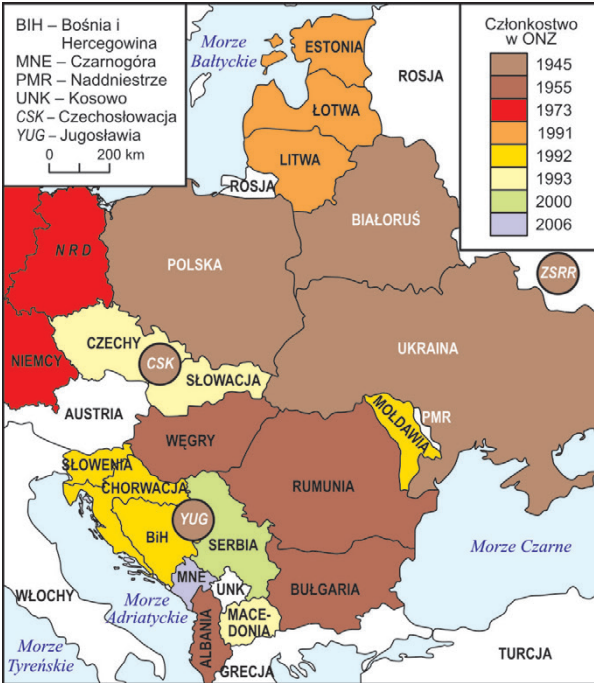 BIH – Bośnia i
Hercegowina
MNE – Czarnogóra
PMR – Naddniestrze
UNK – Kosowo
CSK – Czechosłowacja
YUG – Jugosławia
0 200 km
Członkostwo
w ONZ
1945
1955
1973
1991
1992
1993
2000
2006
Morze
Bałtyckie
ESTONIA
ROSJA
ŁOTWA
LITWA
ROSJA
BIAŁORUŚ
NRD
POLSKA
ZSRR
NIEMCY
CZECHY
CSK
SŁOWACJA
UKRAINA
AUSTRIA
MOŁDAWIA
PMR
WĘGRY
SŁOWENIA
CHORWACJA
RUMUNIA
YUG
BiH
SERBIA
Morze Czarne
MNE
UNK
BUŁGARIA
WŁOCHY
Morze
Adriatyckie
ALBANIA
MACE-
DONIA
Morze
Tyreńskie
GRECJA
TURCJA